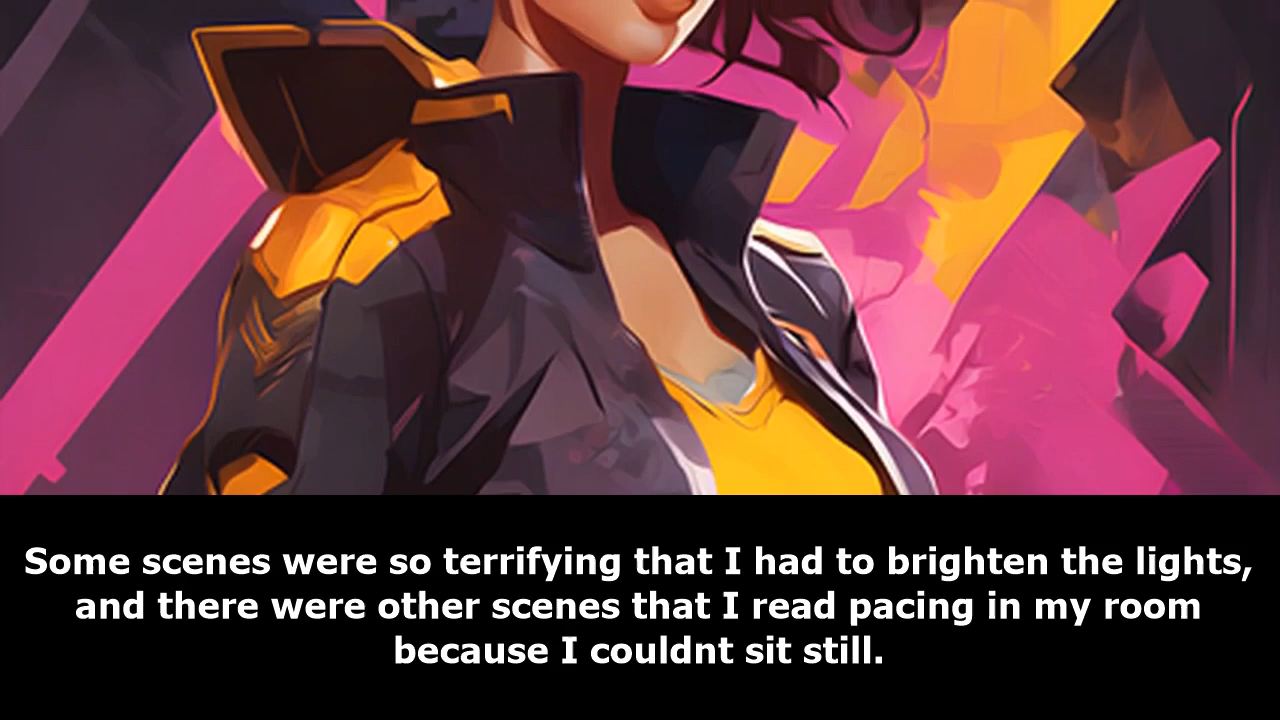 Some scenes were so terrifying that I had to brighten the lights,
and there were other scenes that I read pacing in my room
because I couldnt sit still.